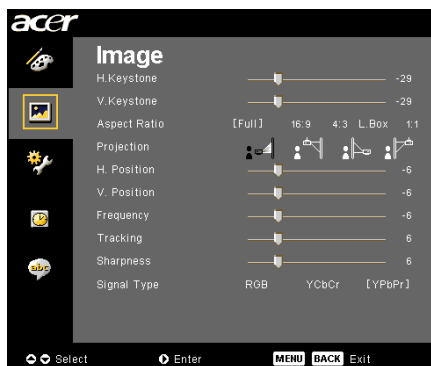 acer
Image
H.Keystone -29
V.Keystone -29
Aspect Ratio [Full] 16:9 4:3 L.Box 1:1
Projection
H. Position -6
V. Position -6
Frequency -6
Tracking 6
Sharpness 6
Signal Type RGB YCbCr [YPbPr]
abc
Select Enter MENU BACK Exit